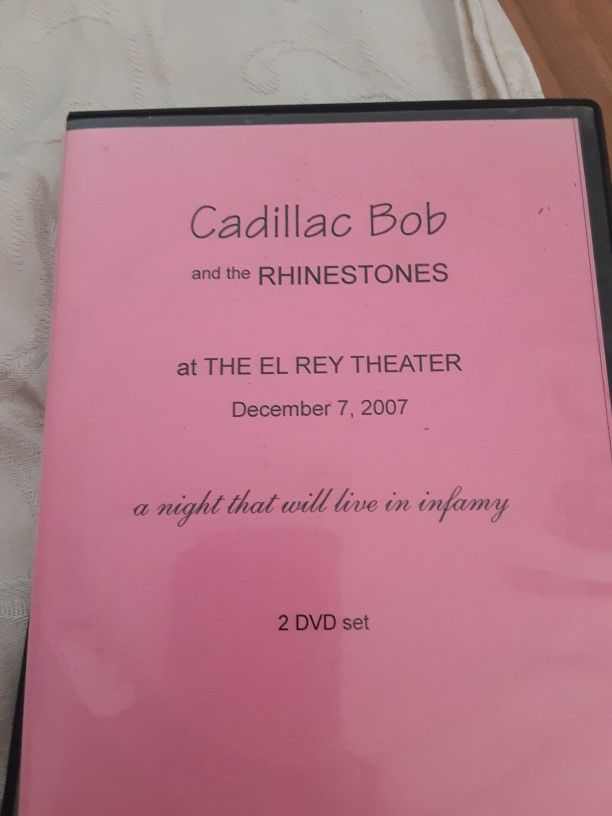 Cadillac Bob
and the RHINESTONES
at THE EL REY THEATER
December 7, 2007
a night that will live in infamy
2 DVD set